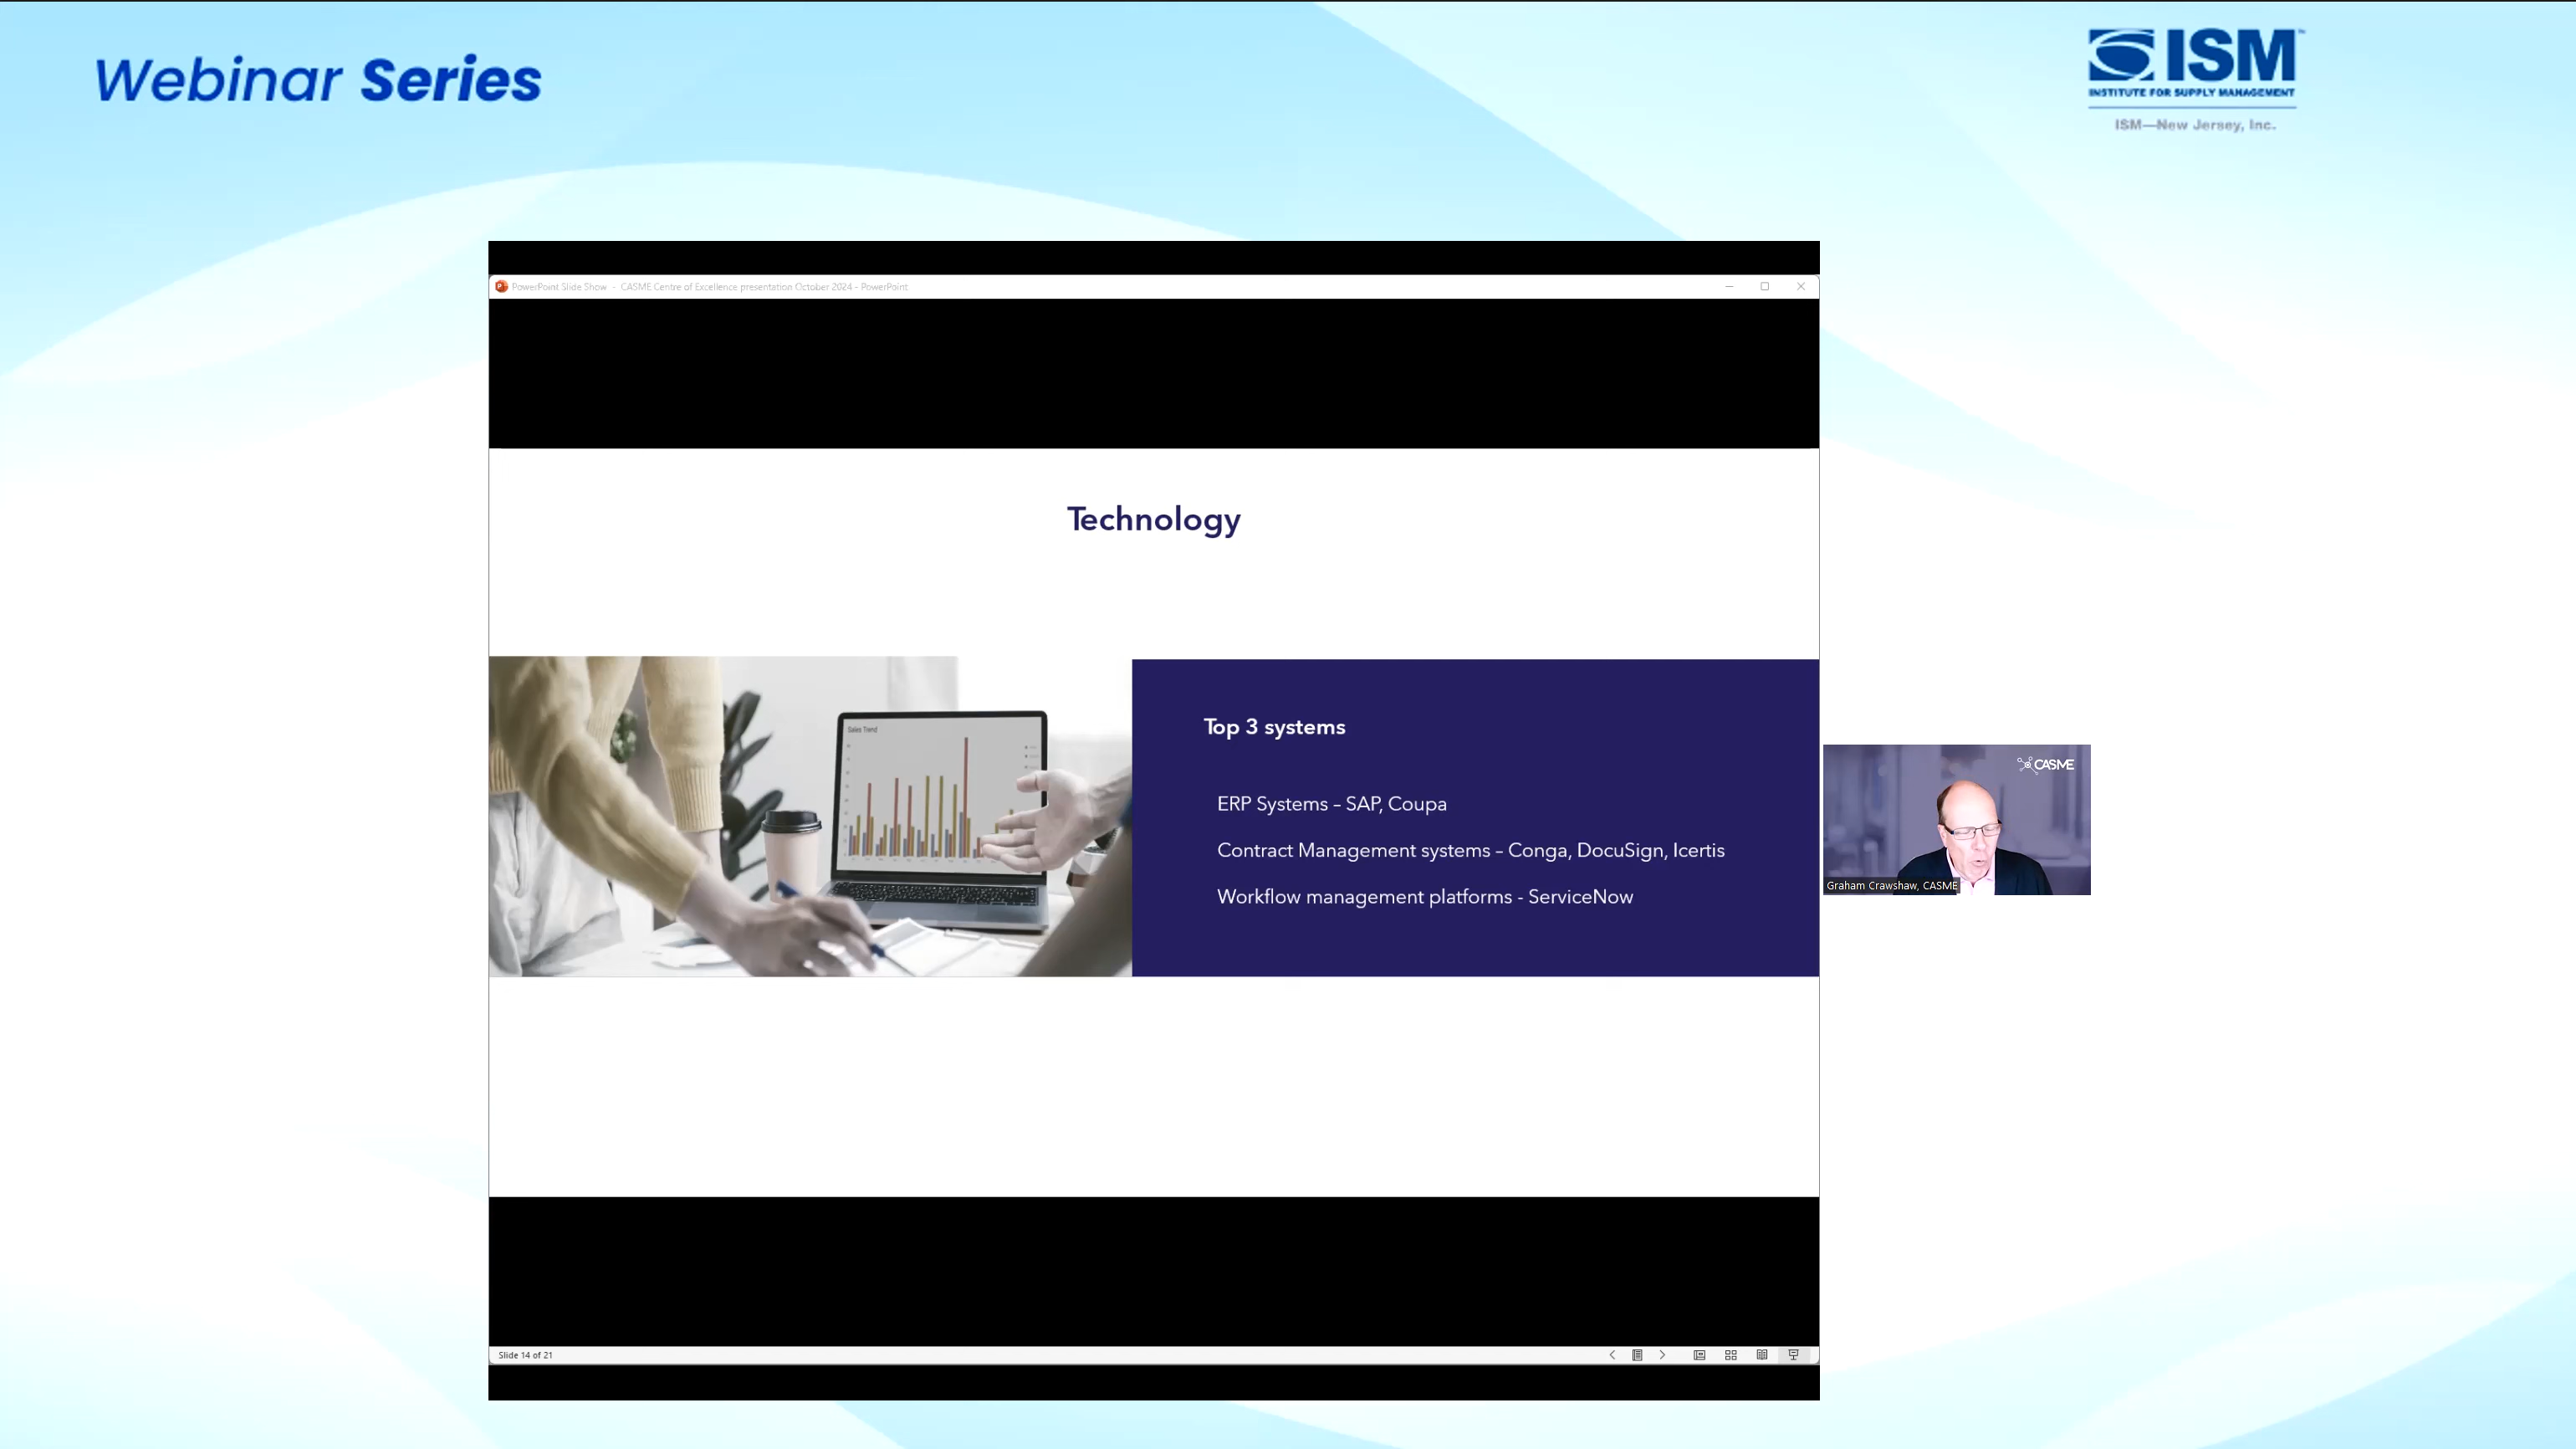 Webinar Series
ISM
INSTITUTE FOR SUPPLY MANAGEMENT
ISM—New Jersey, Inc.
PowerPoint Slide Show - CASME Centre of Excellence presentation October 2024 - PowerPoint
Technology
Sales Trend
Top 3 systems
ERP Systems – SAP, Coupa
Contract Management systems – Conga, DocuSign, Icertis
Workflow management platforms - ServiceNow
CASME
Graham Crawshaw, CASME
Slide 14 of 21